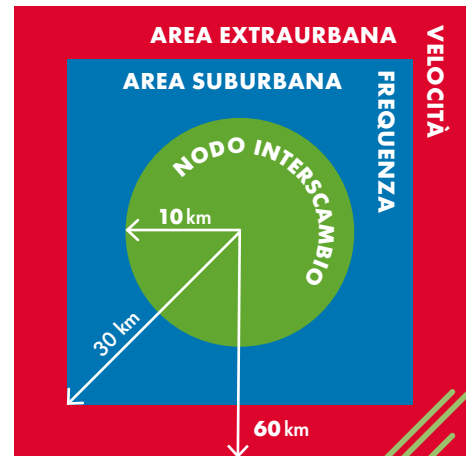 AREA EXTRAURBANA
VELOCITÀ
AREA SUBURBANA
FREQUENZA
NODO INTERSCAMBIO
10 km
30 km
60 km